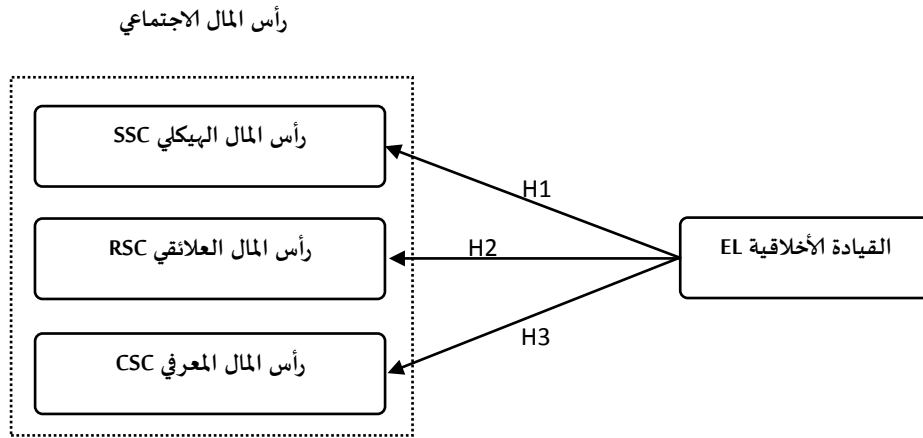 رأس المال الاجتماعي
رأس المال الهيكلي SSC
H1
القيادة الأخلاقية EL
رأس المال العلائقي RSC
H2
H3
رأس المال المعرفي CSC